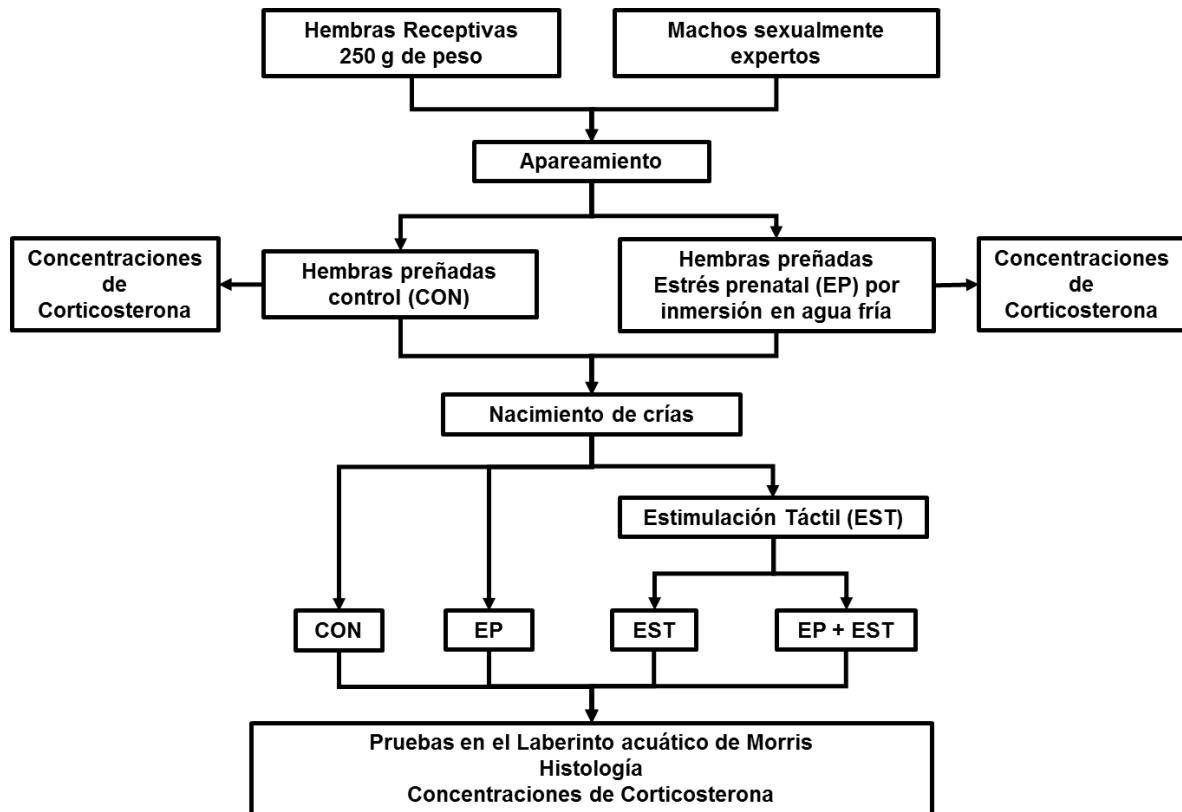 Hembras Receptivas
250 g de peso
Machos sexualmente
expertos
Apareamiento
Concentraciones
de
Corticosterona
Hembras preñadas
control (CON)
Hembras preñadas
Estrés prenatal (EP) por
inmersión en agua fría
Concentraciones
de
Corticosterona
Nacimiento de crías
Estimulación Táctil (EST)
CON
EP
EST
EP + EST
Pruebas en el Laberinto acuático de Morris
Histología
Concentraciones de Corticosterona